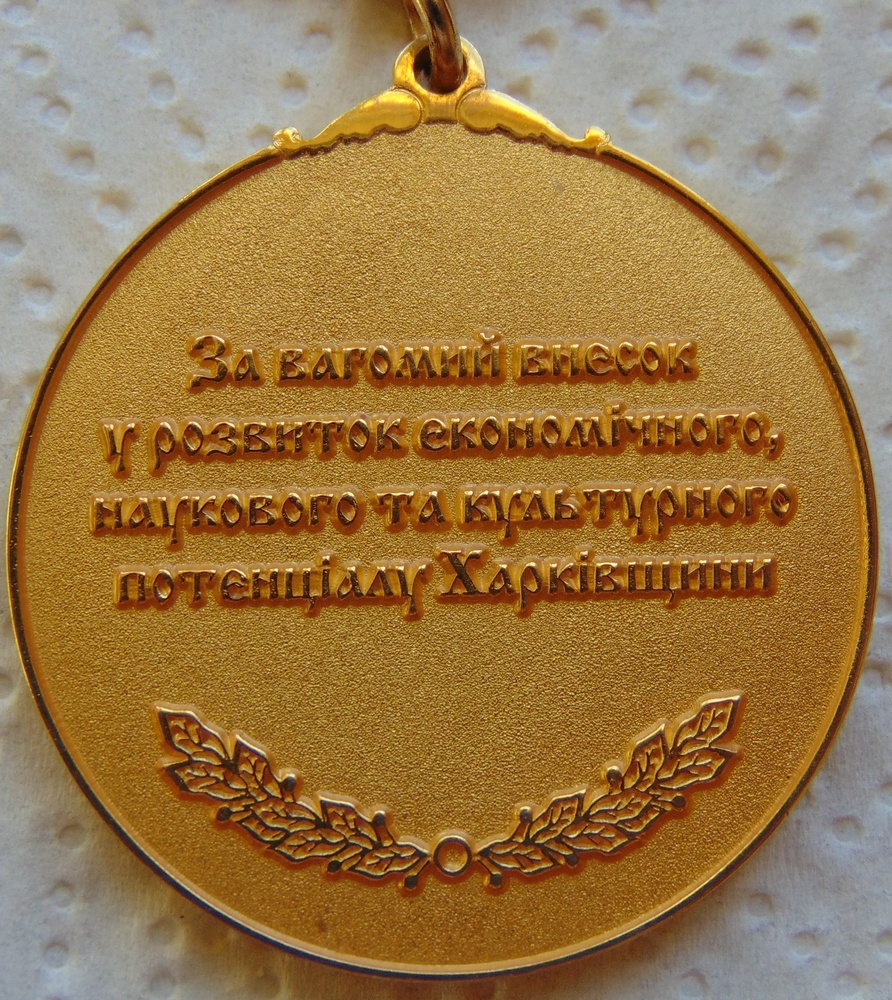 За вагомий внесок
у розвиток економічного,
наукового та культурного
потенціалу Харківщини